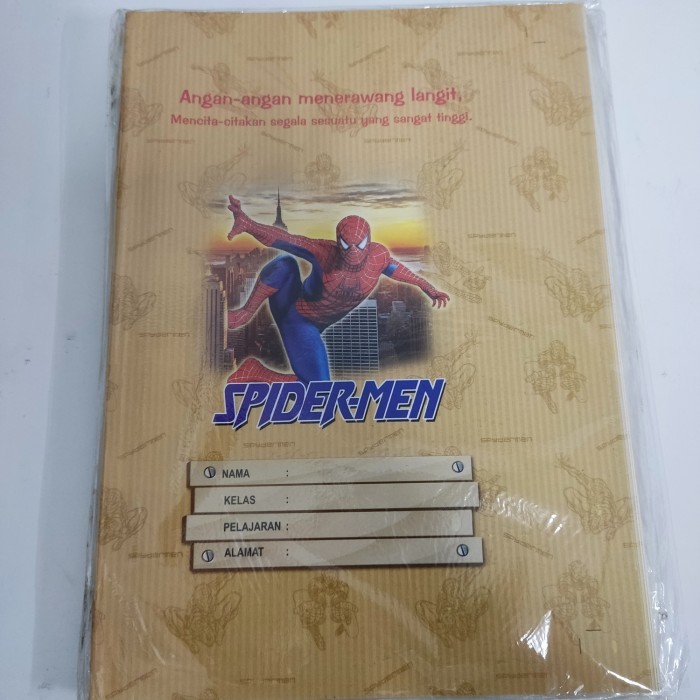 Angan-angan menerawang langit,
Mencita-citakan segala sesuatu yang sangat tinggi.
SPIDER-MEN
NAMA :
KELAS :
PELAJARAN :
ALAMAT :